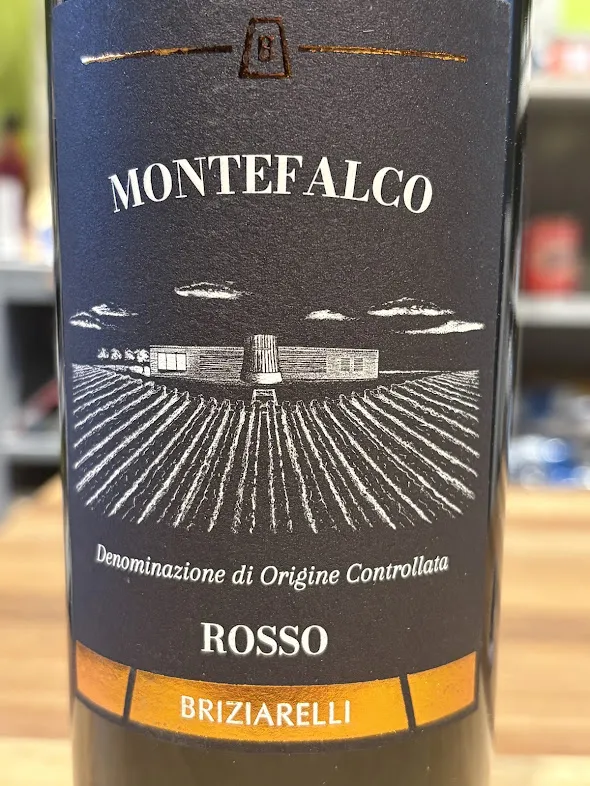 B
MONTEFALCO
Denominazione di Origine Controllata
ROSSO
BRIZIARELLI